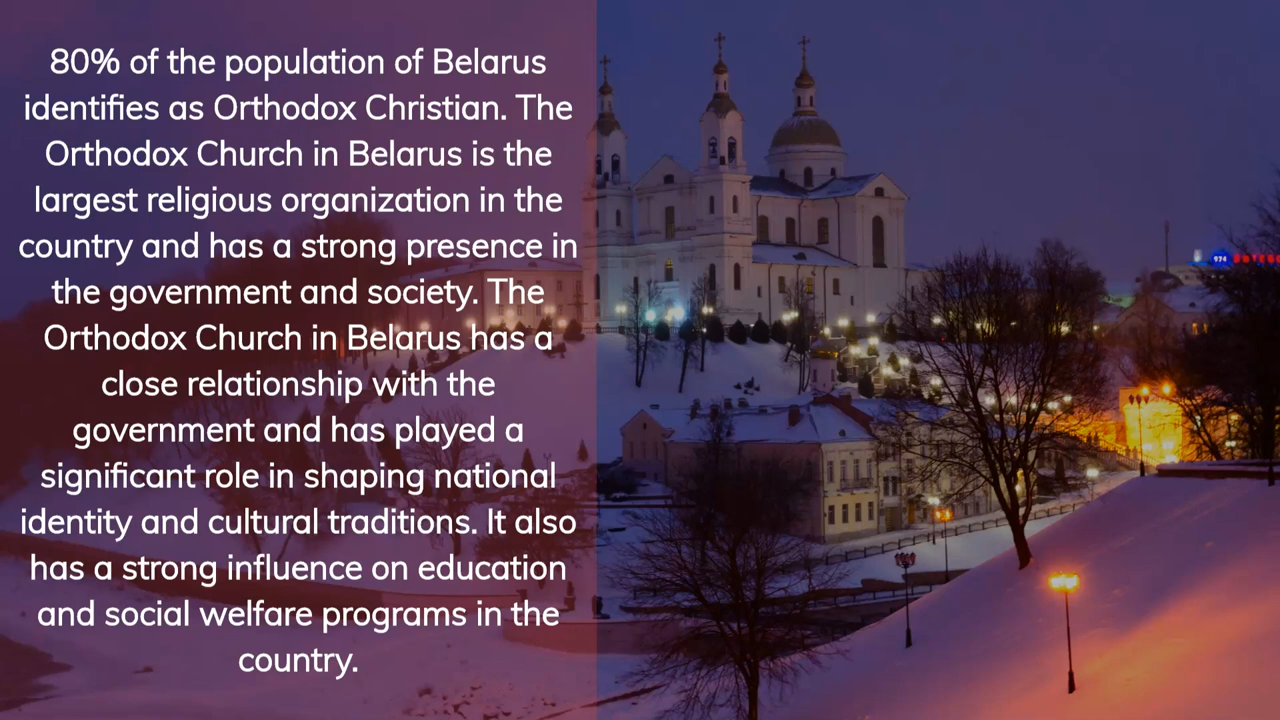 80% of the population of Belarus
identifies as Orthodox Christian. The
Orthodox Church in Belarus is the
largest religious organization in the
country and has a strong presence in
the government and society. The
Orthodox Church in Belarus has a
close relationship with the
government and has played a
significant role in shaping national
identity and cultural traditions. It also
has a strong influence on education
and social welfare programs in the
country.
974